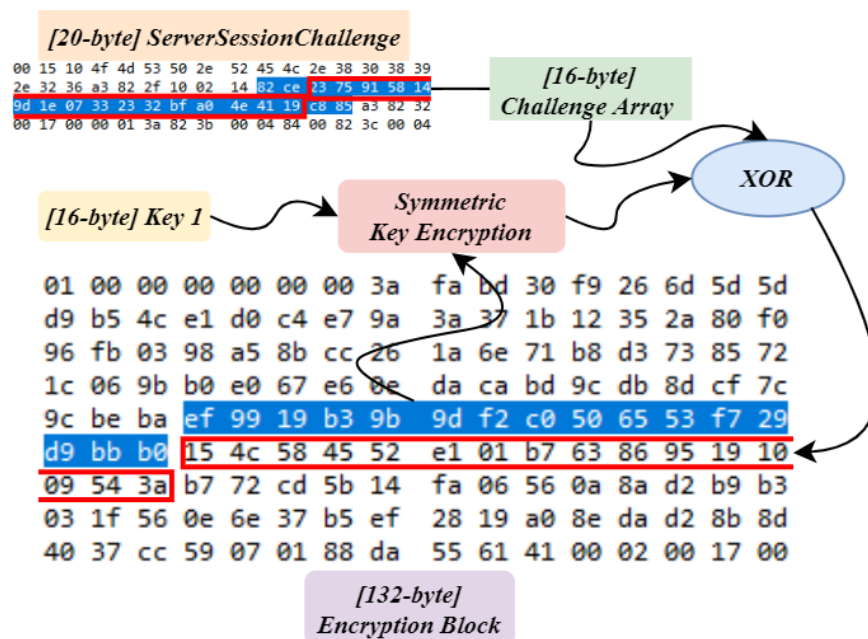 [20-byte] ServerSessionChallenge
00 15 10 4f 4d 53 50 2e 52 45 4c 2e 38 30 38 39
2e 32 36 a3 82 2f 10 02 14 82 ce 23 75 91 58 14
9d 1e 07 33 23 32 bf a0 4e 41 19 c8 85 a3 82 32
00 17 00 00 01 3a 82 3b 00 04 84 00 82 3c 00 04
[16-byte]
Challenge Array
XOR
[16-byte] Key 1
Symmetric
Key Encryption
01 00 00 00 00 00 00 3a fa bd 30 f9 26 6d 5d 5d
d9 b5 4c e1 d0 c4 e7 9a 3a 37 1b 12 35 2a 80 f0
96 fb 03 98 a5 8b cc 26 1a 6e 71 b8 d3 73 85 72
1c 06 9b b0 e0 67 e6 0e da ca bd 9c db 8d cf 7c
9c be ba ef 99 19 b3 9b 9d f2 c0 50 65 53 f7 29
d9 bb b0 15 4c 58 45 52 e1 01 b7 63 86 95 19 10
09 54 3a b7 72 cd 5b 14 fa 06 56 0a 8a d2 b9 b3
03 1f 56 0e 6e 37 b5 ef 28 19 a0 8e da d2 8b 8d
40 37 cc 59 07 01 88 da 55 61 41 00 02 00 17 00
[132-byte]
Encryption Block